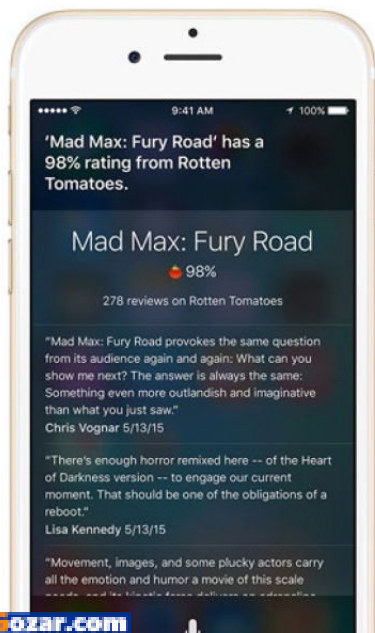 9:41 AM
100%
'Mad Max: Fury Road' has a
98% rating from Rotten
Tomatoes.
Mad Max: Fury Road
98%
278 reviews on Rotten Tomatoes
"Mad Max: Fury Road provokes the same question
from its audience again and again: What can you
show me next? The answer is always the same:
Something even more outlandish and imaginative
than what you just saw."
Chris Vognar 5/13/15
"There's enough horror remixed here -- of the Heart
of Darkness version -- to engage our current
moment. That should be one of the obligations of a
reboot."
Lisa Kennedy 5/13/15
"Movement, images, and some plucky actors carry
all the emotion and humor a movie of this scale
ozar.com